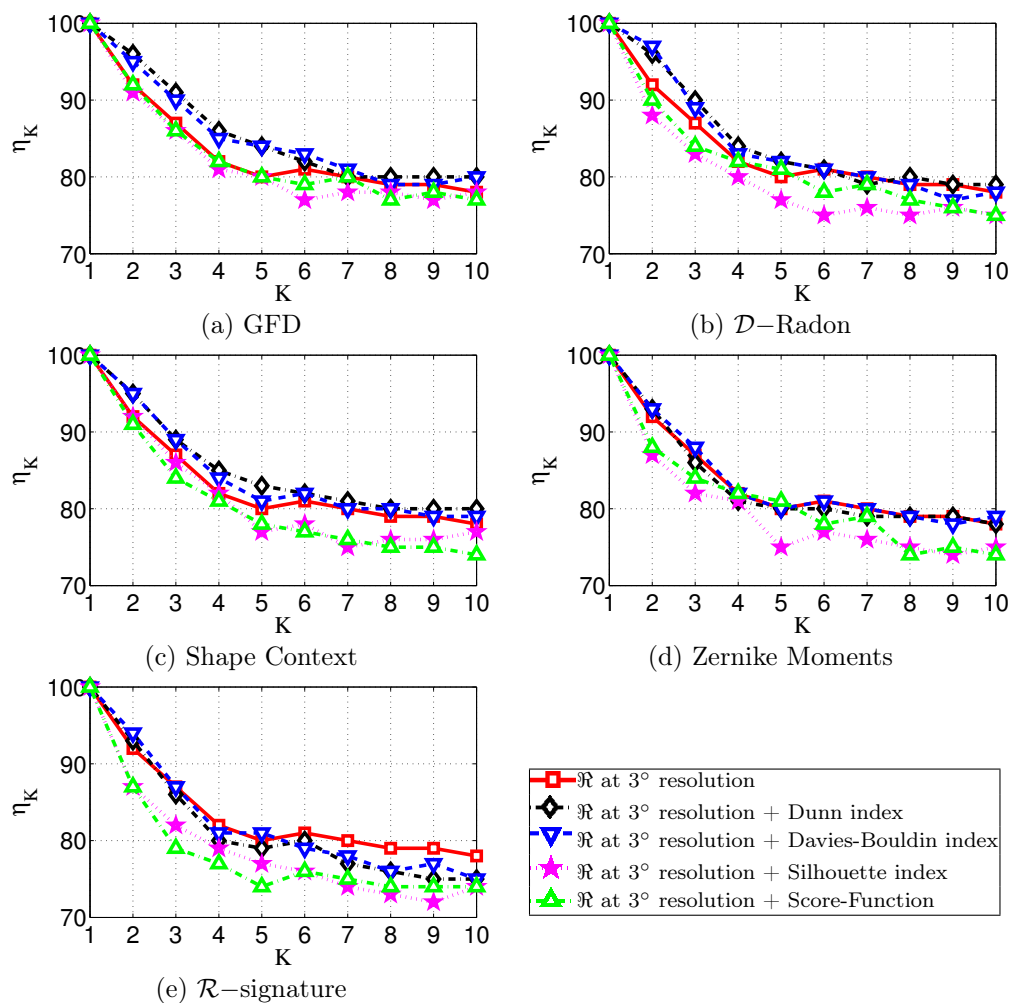 100
90
80
70
η_K
1 2 3 4 5 6 7 8 9 10
K
(a) GFD
100
90
80
70
η_K
1 2 3 4 5 6 7 8 9 10
K
(b) 𝒟−Radon
100
90
80
70
η_K
1 2 3 4 5 6 7 8 9 10
K
(c) Shape Context
100
90
80
70
η_K
1 2 3 4 5 6 7 8 9 10
K
(d) Zernike Moments
100
90
80
70
η_K
1 2 3 4 5 6 7 8 9 10
K
(e) ℛ−signature
ℜ at 3° resolution
ℜ at 3° resolution + Dunn index
ℜ at 3° resolution + Davies-Bouldin index
ℜ at 3° resolution + Silhouette index
ℜ at 3° resolution + Score-Function